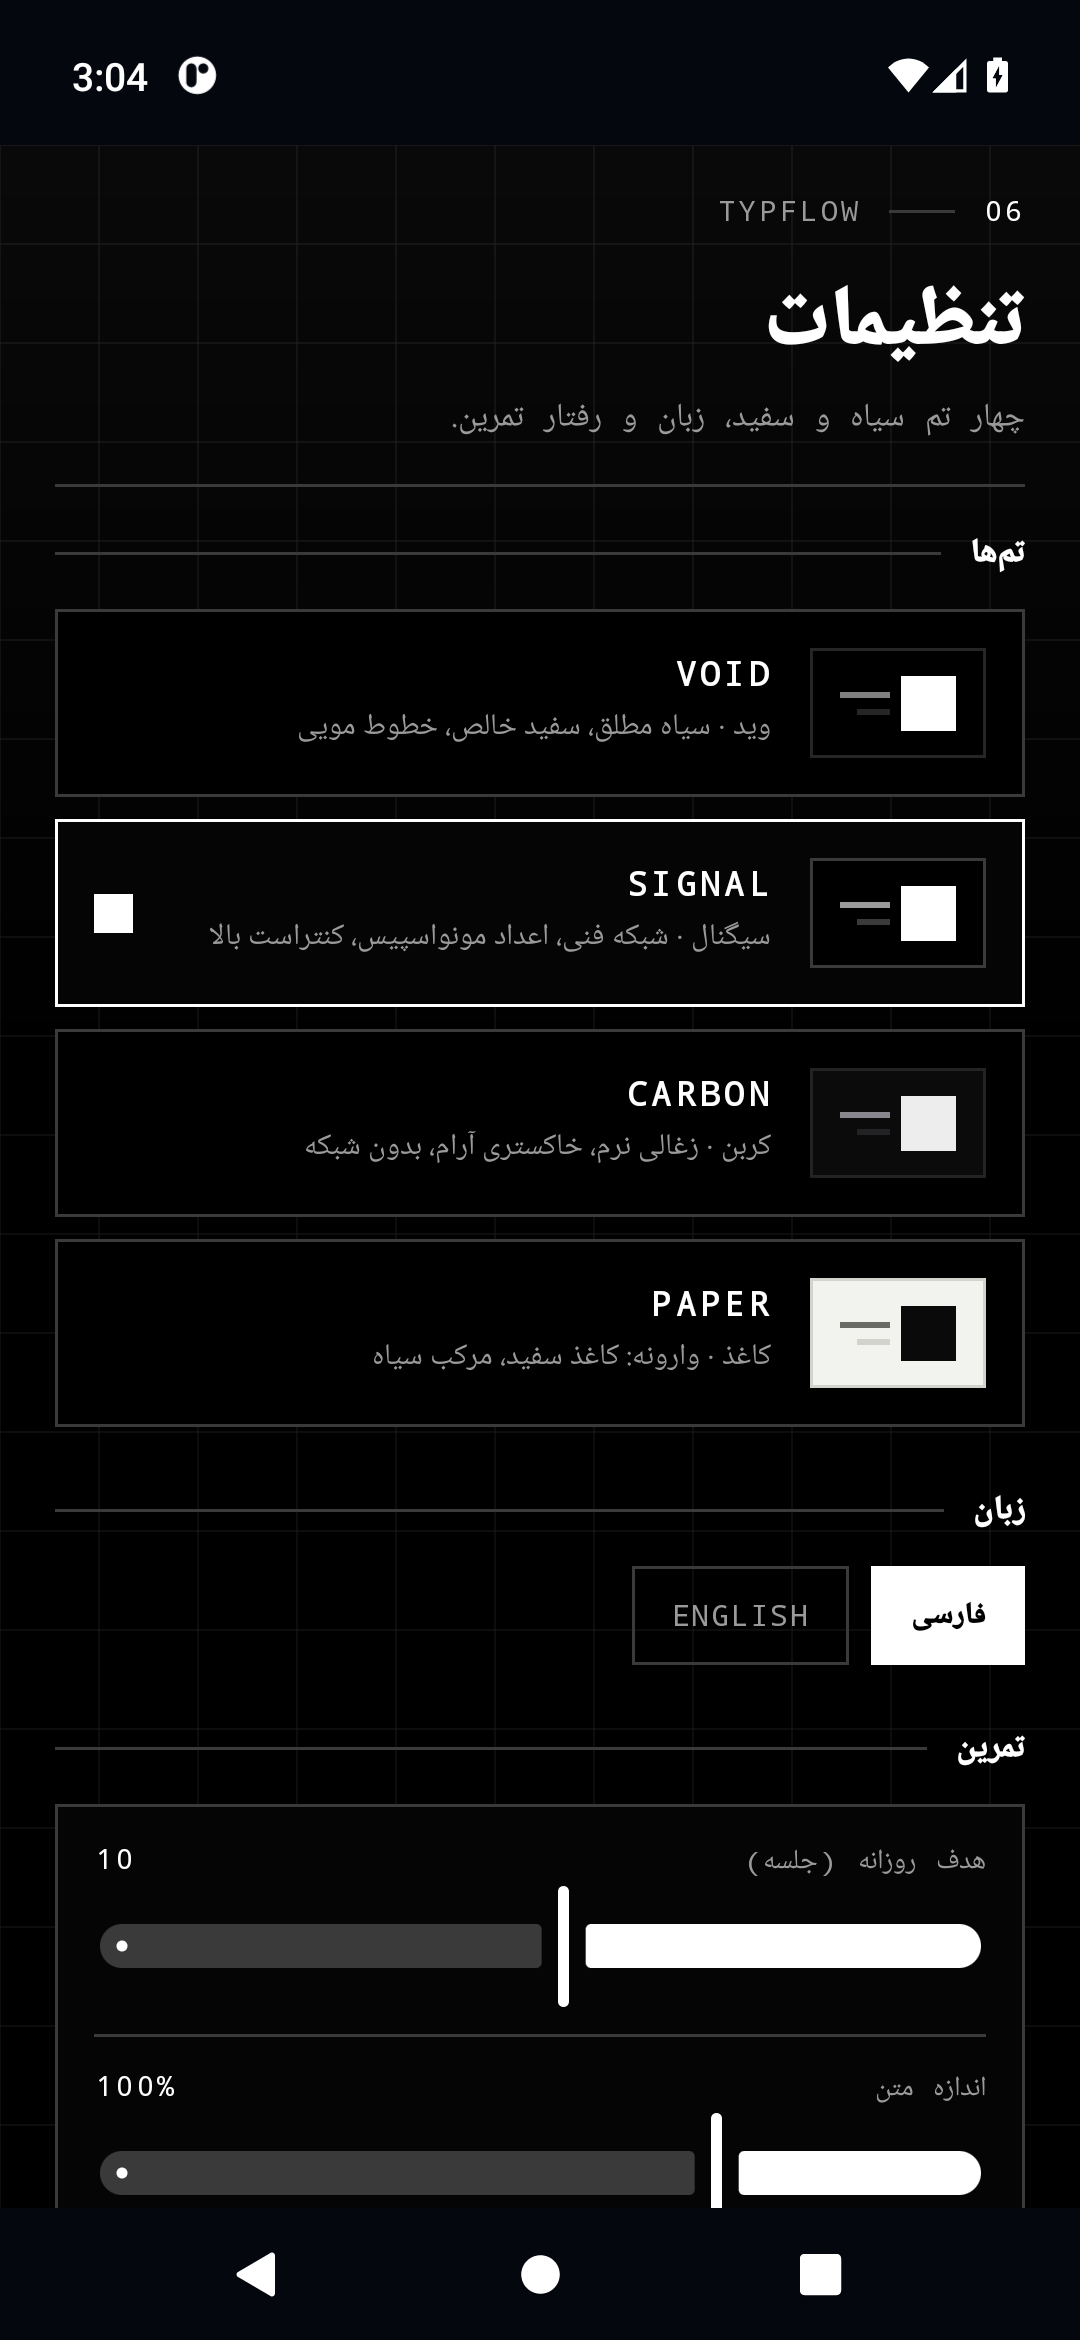 3:04
06 TYPFLOW
تنظیمات
چهار تم سیاه و سفید، زبان و رفتار تمرین.
تم‌ها
VOID
وید · سیاه مطلق، سفید خالص، خطوط مویی
SIGNAL
سیگنال · شبکه فنی، اعداد مونواسپیس، کنتراست بالا
CARBON
کربن · زغالی نرم، خاکستری آرام، بدون شبکه
PAPER
کاغذ · وارونه: کاغذ سفید، مرکب سیاه
زبان
فارسی ENGLISH
تمرین
هدف روزانه (جلسه) 10
اندازه متن 100%